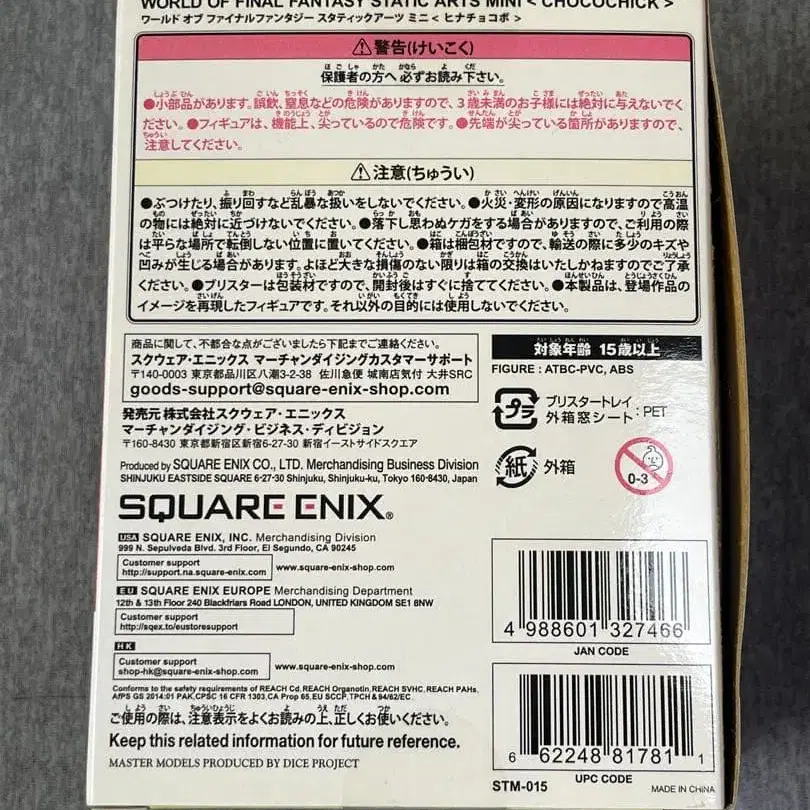 WORLD OF FINAL FANTASY STATIC ARTS MINI < CHOCOCHICK >
ワールド オブ ファイナルファンタジー スタティックアーツ ミニ < ヒナチョコボ >
⚠警告(けいこく)
保護者の方へ必ずお読み下さい。
●小部品があります。誤飲、窒息などの危険がありますので、3歳未満のお子様には絶対に与えないでく
ださい。●フィギュアは、機能上、尖っているので危険です。●先端が尖っている箇所がありますので、
注意してください。
⚠注意(ちゅうい)
●ぶつけたり、振り回すなど乱暴な扱いをしないでください。●火災・変形の原因になりますので高温
の物には絶対に近づけないでください。●落下し思わぬケガをする場合がありますので、ご利用の際
は平らな場所で転倒しない位置に置いてください。●箱は梱包材ですので、輸送の際に多少のキズや
凹みが生じる場合があります。よほど大きな損傷のない限りは箱の交換はいたしかねますのでご了承
ください。●ブリスターは包装材ですので、開封後はすぐに捨ててください。●本製品は、登場作品の
イメージを再現したフィギュアです。それ以外の目的には使用しないでください。
商品に関して、不都合な点がございましたら下記までご連絡ください。
スクウェア・エニックス マーチャンダイジングカスタマーサポート
〒140-0003 東京都品川区八潮3-2-38 佐川急便 城南店気付 大井SRC
goods-support@square-enix-shop.com
発売元 株式会社スクウェア・エニックス
マーチャンダイジング・ビジネス・ディビジョン
〒160-8430 東京都新宿区新宿6-27-30 新宿イーストサイドスクエア
Produced by SQUARE ENIX CO., LTD. Merchandising Business Division
SHINJUKU EASTSIDE SQUARE 6-27-30 Shinjuku, Shinjuku-ku, Tokyo 160-8430, Japan
SQUARE ENIX®
USA SQUARE ENIX, INC. Merchandising Division
999 N. Sepulveda Blvd. 3rd Floor, El Segundo, CA 90245
Customer support
http://support.na.square-enix.com
www.square-enix-shop.com
EU SQUARE ENIX EUROPE Merchandising Department
12th & 13th Floor 240 Blackfriars Road LONDON, UNITED KINGDOM SE1 8NW
Customer support
http://sqex.to/eustoresupport
HK
Customer support
shop-hk@square-enix-shop.com
www.square-enix-shop.com
Conforms to the safety requirements of REACH Cd, REACH Organotin, REACH SVHC, REACH PAHs,
AfPS GS 2014:01 PAK, CPSC 16 CFR 1303, CA Prop 65, EU SCCP, TPCH & 94/62/EC.
ご使用の際は、注意表示をよくお読みの上、正しくお使いください。
Keep this related information for future reference.
MASTER MODELS PRODUCED BY DICE PROJECT
対象年齢 15歳以上
FIGURE : ATBC-PVC, ABS
プラ
ブリスタートレイ
外箱窓シート : PET
紙
外箱
0-3
4 988601 327466
JAN CODE
6 62248 81781 1
UPC CODE
STM-015
MADE IN CHINA